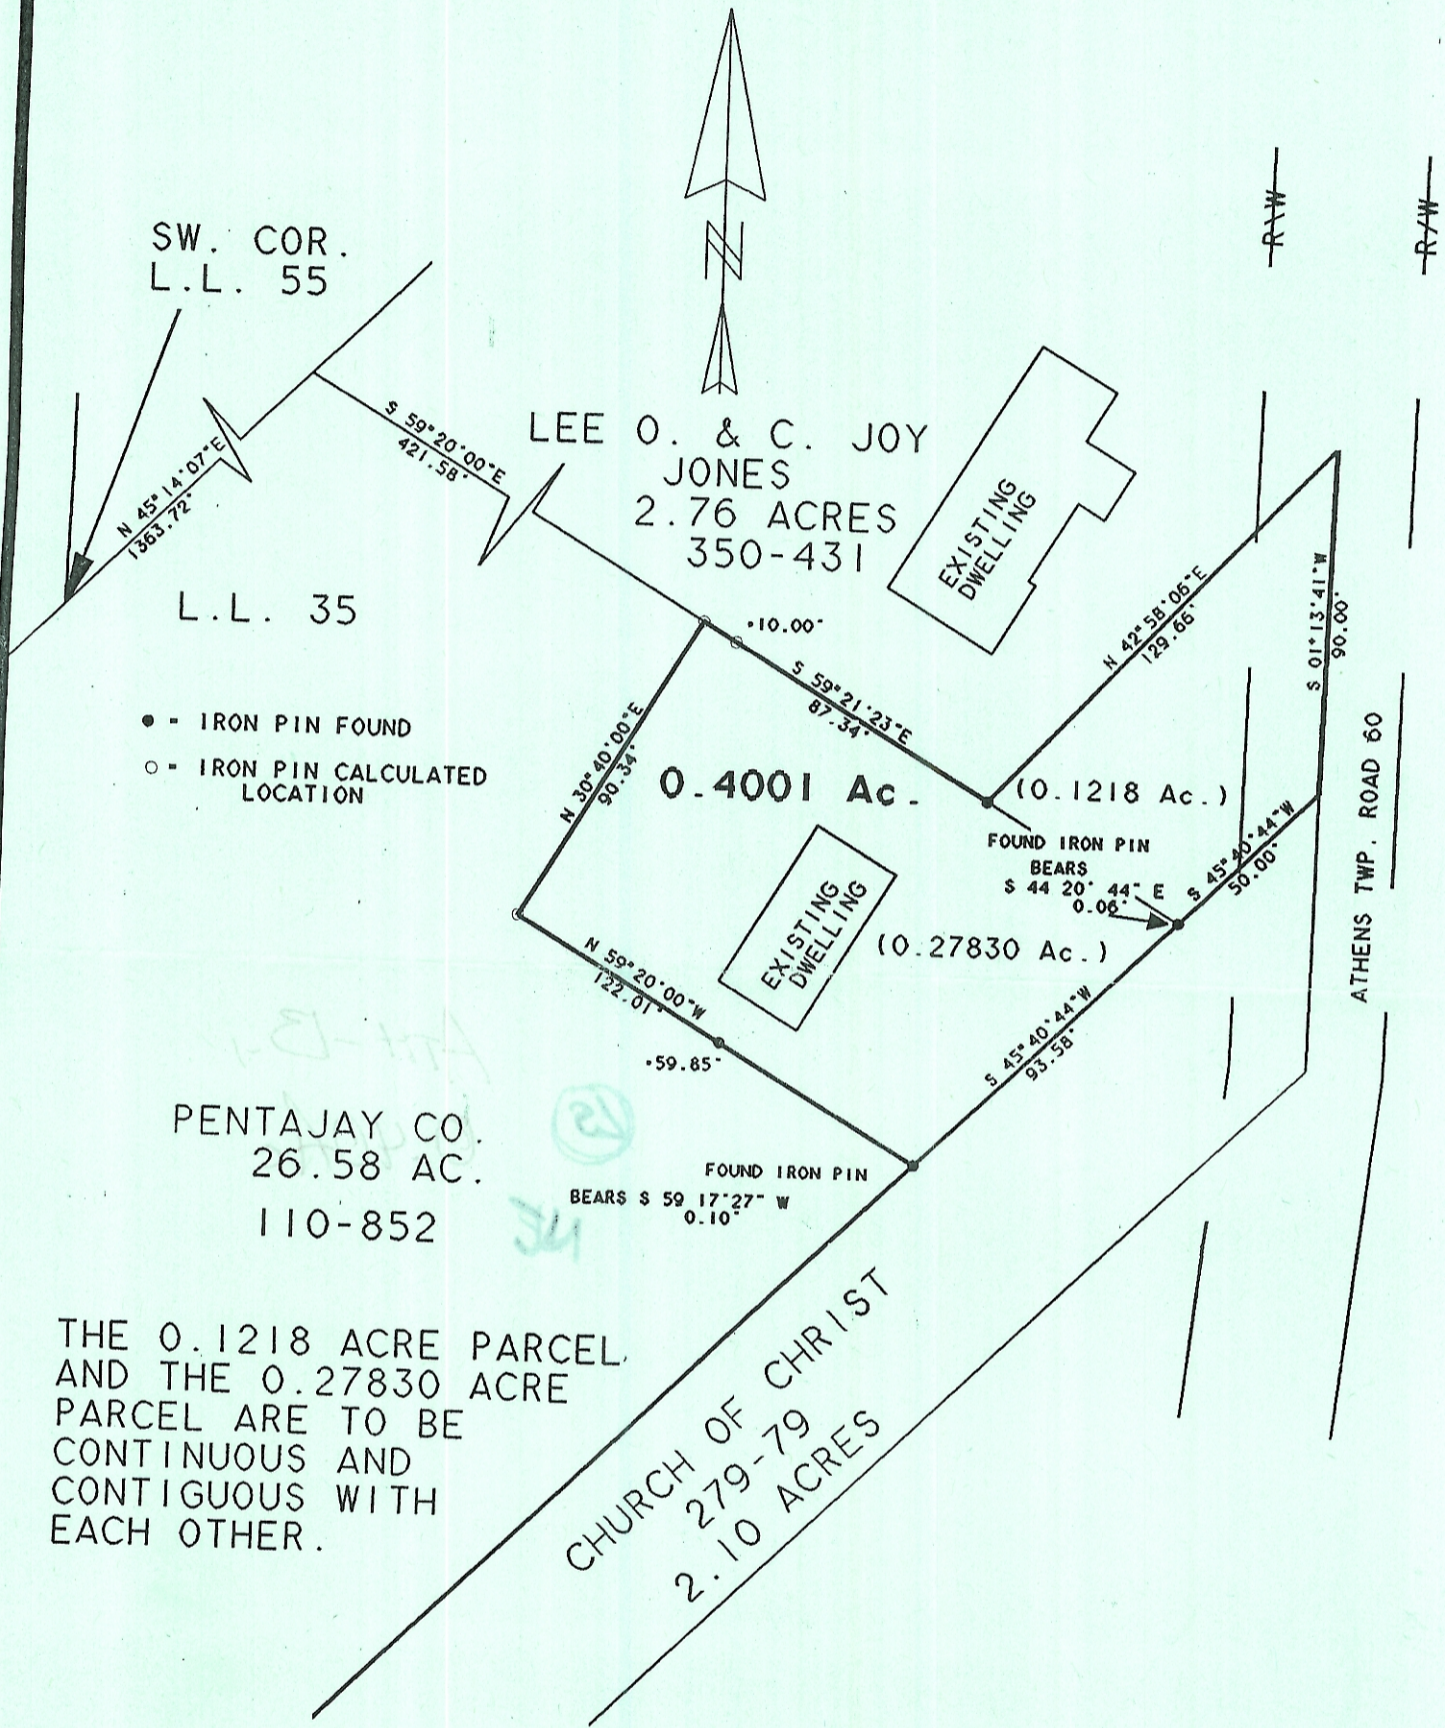 R\W
R/W
N
SW. COR.
L.L. 55
S 59°20'00"E
421.58'
N 45°14'07"E
1363.72'
LEE O. & C. JOY
JONES
2.76 ACRES
350-431
EXISTING
DWELLING
L.L. 35
•10.00'
N 42°58'06"E
129.66'
S 01°13'41"W
90.00'
S 59°21'23"E
87.34'
● - IRON PIN FOUND
○ - IRON PIN CALCULATED
LOCATION
N 30°40'00"E
90.34'
0.4001 Ac.
(0.1218 Ac.)
FOUND IRON PIN
BEARS
S 44 20' 44" E
0.06'
S 45°40'44"W
50.00'
ATHENS TWP. ROAD 60
EXISTING
DWELLING
(0.27830 Ac.)
N 59°20'00"W
122.01'
•59.85'
S 45°40'44"W
93.58'
PENTAJAY CO.
26.58 AC.
110-852
FOUND IRON PIN
BEARS S 59 17'27" W
0.10'
NE
THE 0.1218 ACRE PARCEL
AND THE 0.27830 ACRE
PARCEL ARE TO BE
CONTINUOUS AND
CONTIGUOUS WITH
EACH OTHER.
CHURCH OF CHRIST
279-79
2.10 ACRES